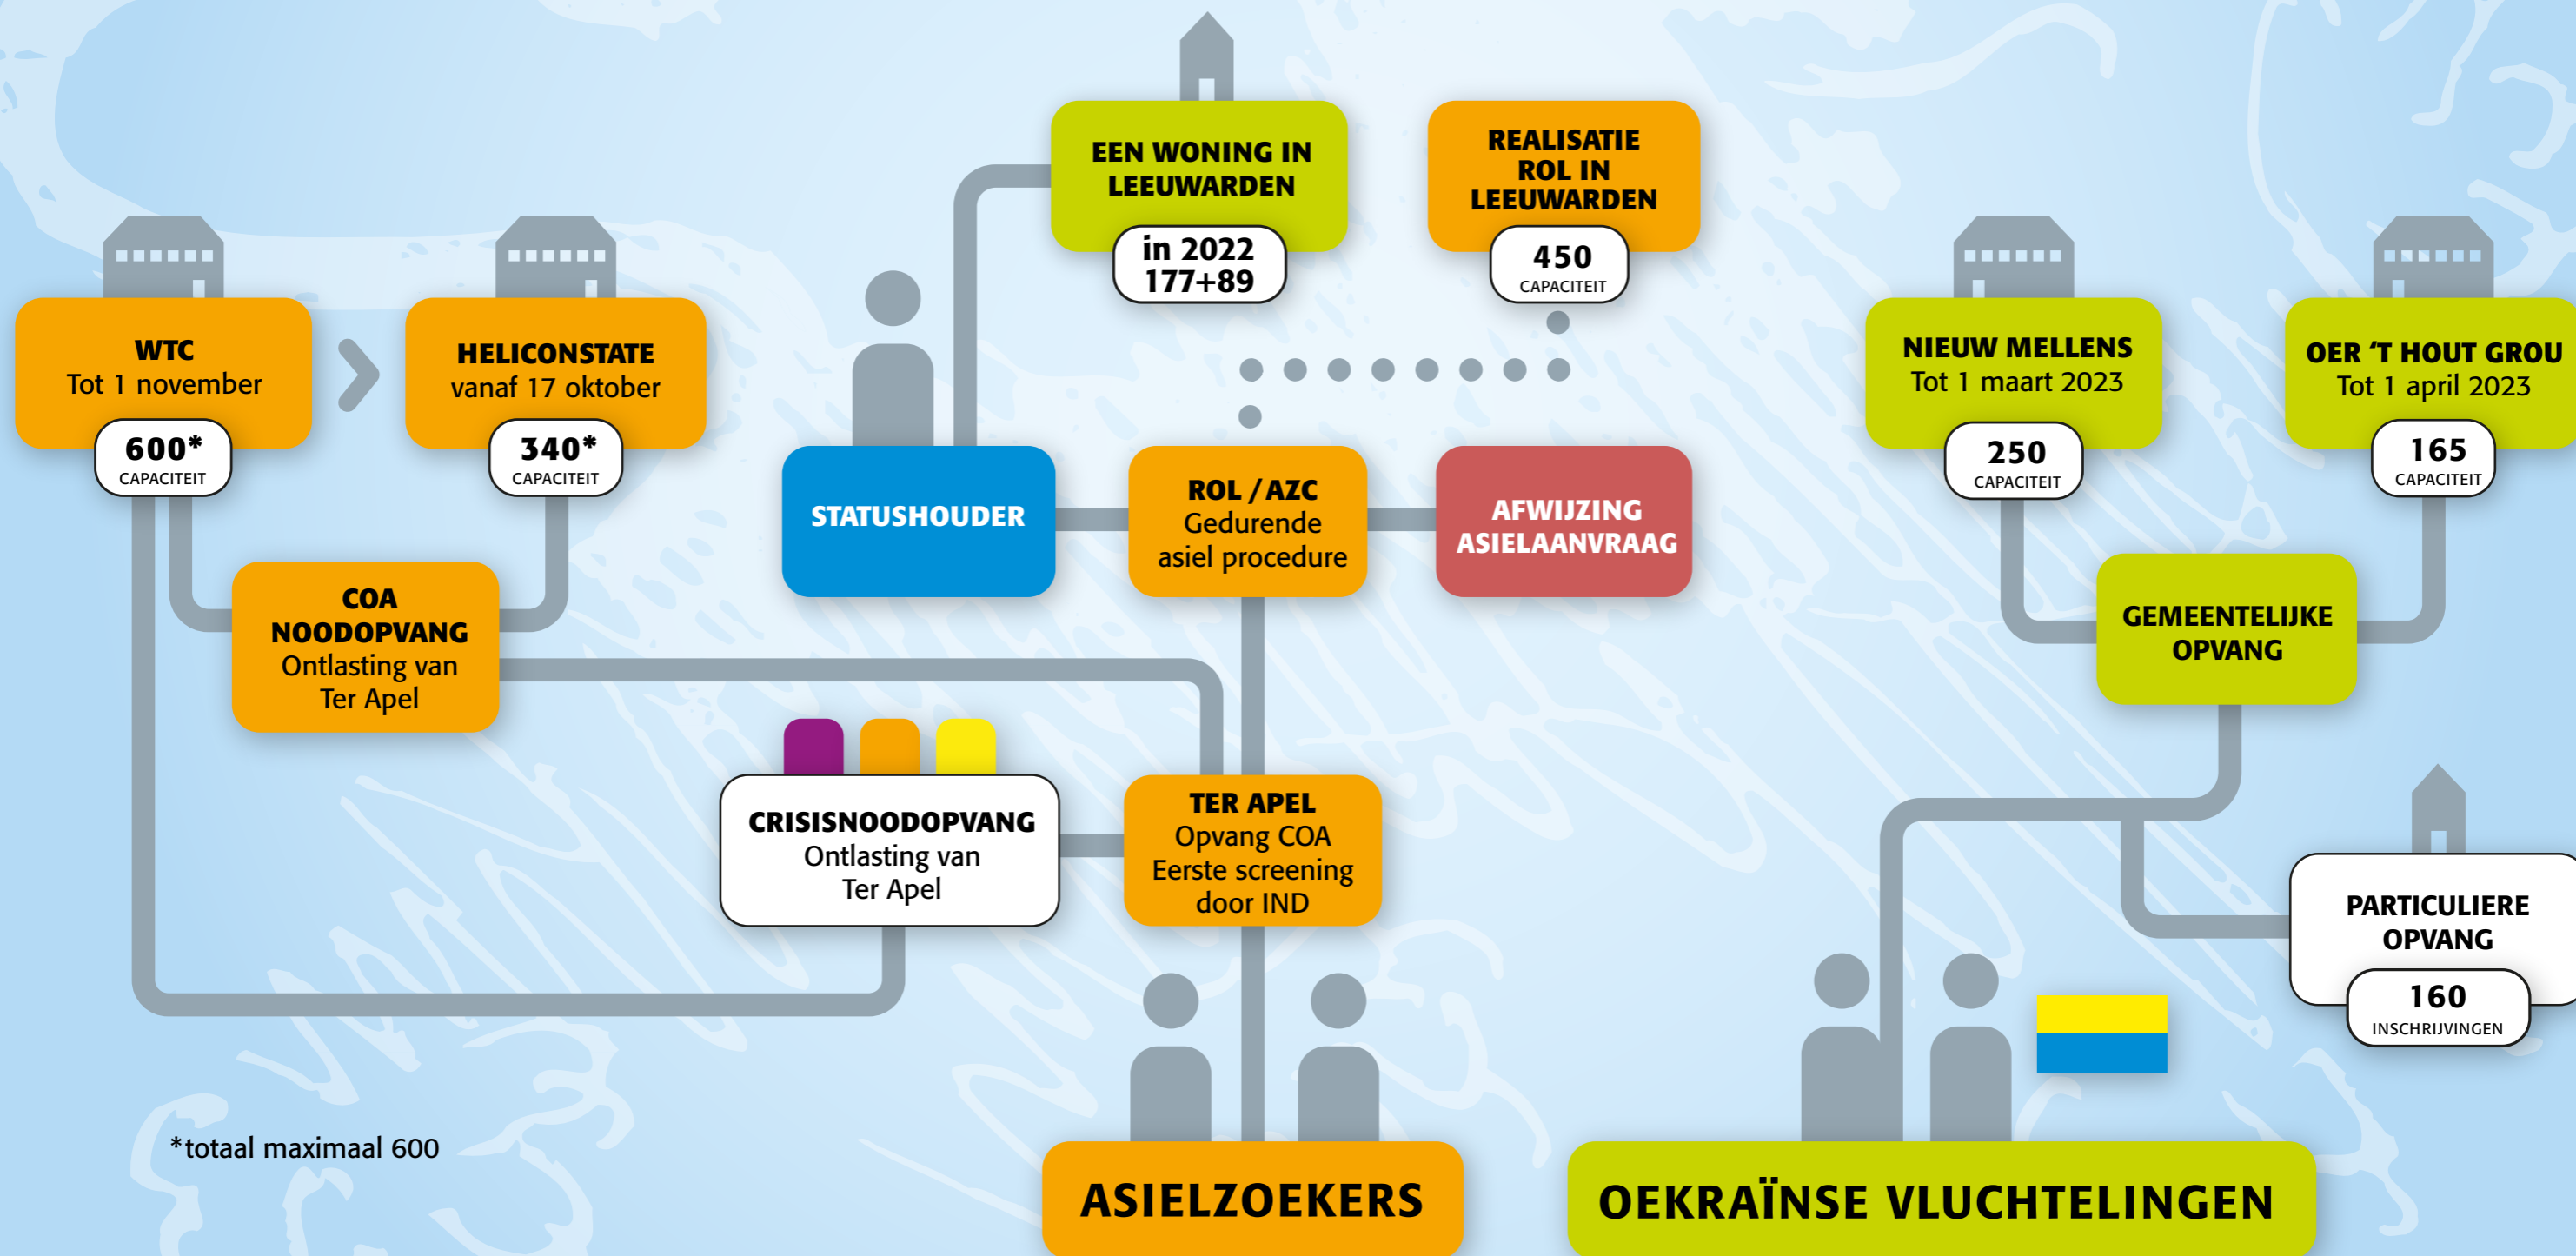 EEN WONING IN
LEEUWARDEN
in 2022
177+89
REALISATIE
ROL IN
LEEUWARDEN
450
CAPACITEIT
WTC
Tot 1 november
600*
CAPACITEIT
HELICONSTATE
vanaf 17 oktober
340*
CAPACITEIT
NIEUW MELLENS
Tot 1 maart 2023
250
CAPACITEIT
OER ‘T HOUT GROU
Tot 1 april 2023
165
CAPACITEIT
STATUSHOUDER
ROL / AZC
Gedurende
asiel procedure
AFWIJZING
ASIELAANVRAAG
COA
NOODOPVANG
Ontlasting van
Ter Apel
GEMEENTELIJKE
OPVANG
CRISISNOODOPVANG
Ontlasting van
Ter Apel
TER APEL
Opvang COA
Eerste screening
door IND
PARTICULIERE
OPVANG
160
INSCHRIJVINGEN
*totaal maximaal 600
ASIELZOEKERS
OEKRAÏNSE VLUCHTELINGEN